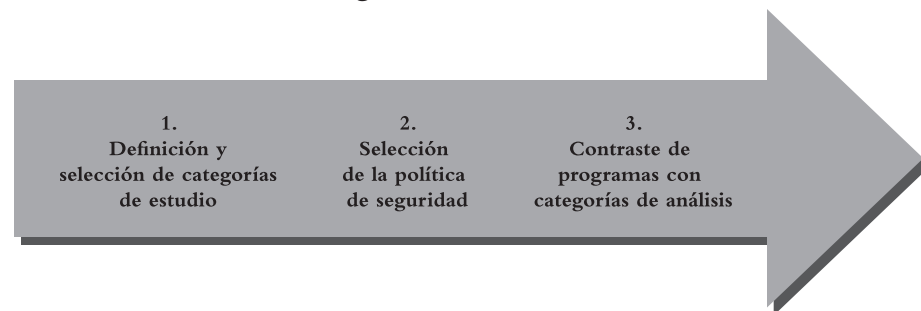 1.
Definición y
selección de categorías
de estudio
2.
Selección
de la política
de seguridad
3.
Contraste de
programas con
categorías de análisis